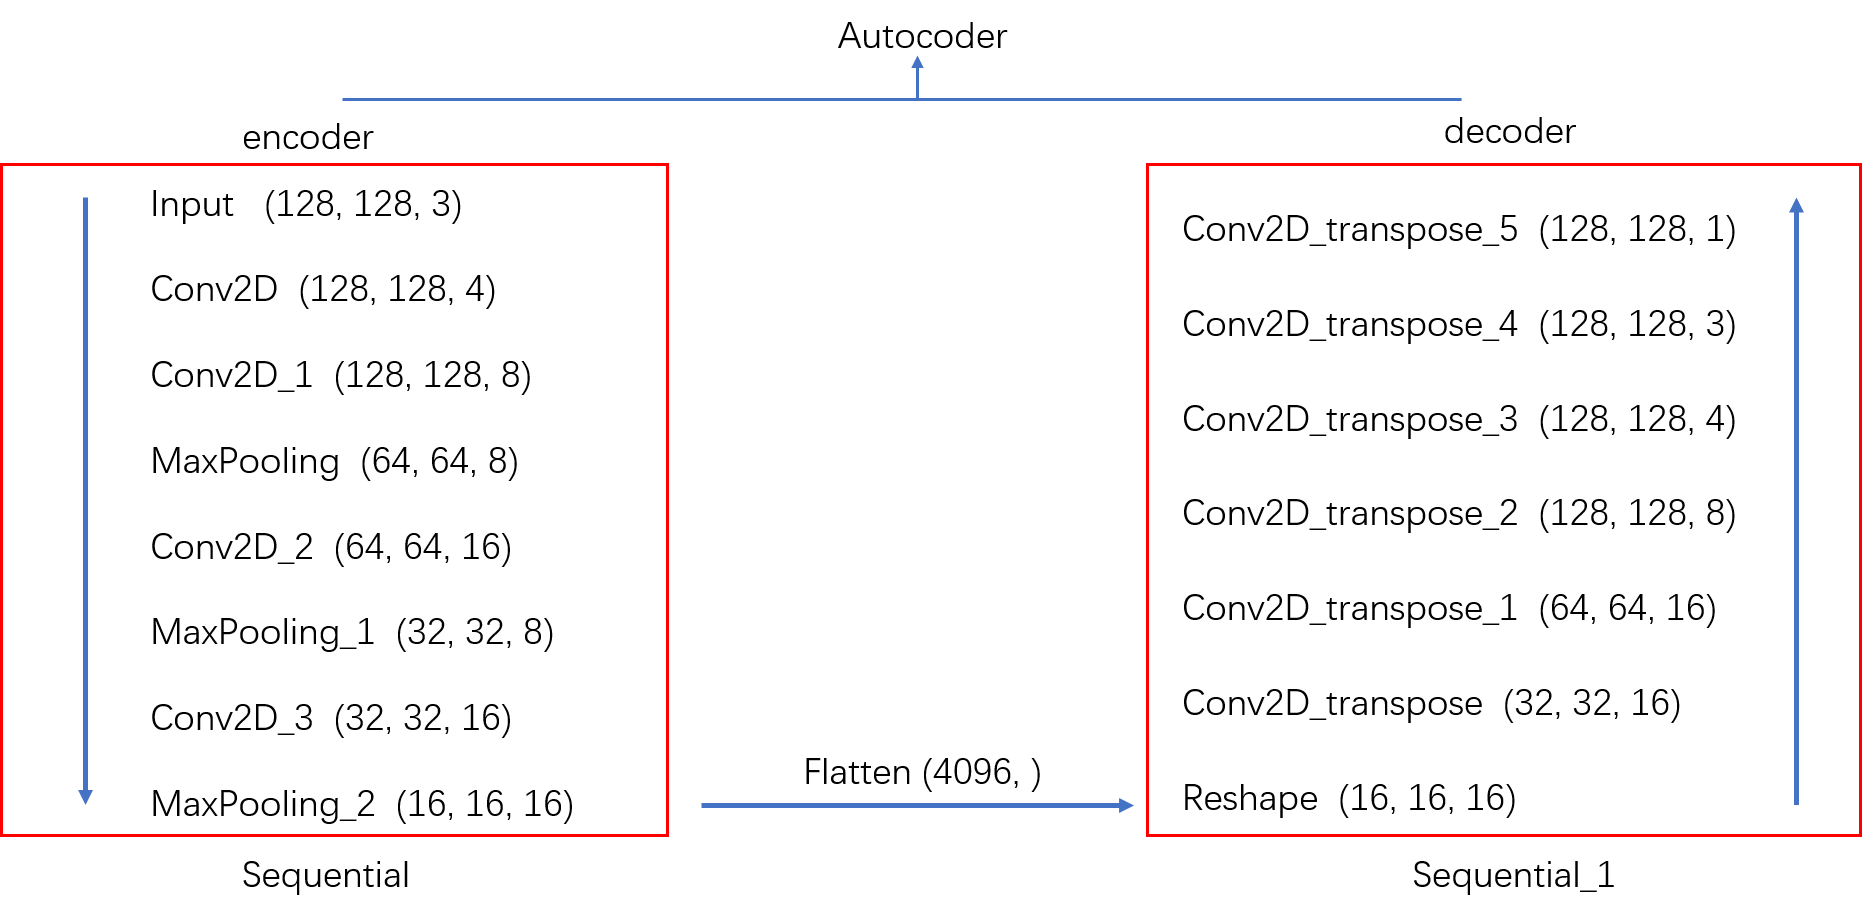 Autocoder
encoder
decoder
Input (128, 128, 3)
Conv2D (128, 128, 4)
Conv2D_1 (128, 128, 8)
MaxPooling (64, 64, 8)
Conv2D_2 (64, 64, 16)
MaxPooling_1 (32, 32, 8)
Conv2D_3 (32, 32, 16)
MaxPooling_2 (16, 16, 16)
Sequential
Flatten (4096, )
Conv2D_transpose_5 (128, 128, 1)
Conv2D_transpose_4 (128, 128, 3)
Conv2D_transpose_3 (128, 128, 4)
Conv2D_transpose_2 (128, 128, 8)
Conv2D_transpose_1 (64, 64, 16)
Conv2D_transpose (32, 32, 16)
Reshape (16, 16, 16)
Sequential_1